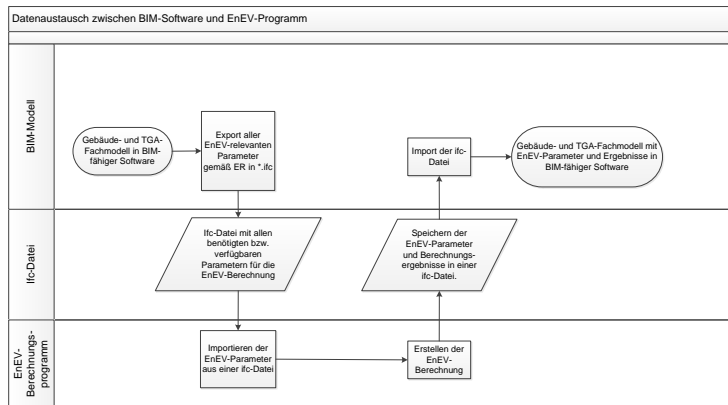 Datenaustausch zwischen BIM-Software und EnEV-Programm
BIM-Modell
Gebäude- und TGA-
Fachmodell in BIM-
fähiger Software
Export aller
EnEV-relevanten
Parameter
gemäß ER in *.ifc
Import der ifc-
Datei
Gebäude- und TGA-Fachmodell mit
EnEV-Parameter und Ergebnisse in
BIM-fähiger Software
Ifc-Datei
Ifc-Datei mit allen
benötigten bzw.
verfügbaren
Parametern für die
EnEV-Berechnung
Speichern der
EnEV-Parameter
und Berechnungs-
ergebnisse in einer
ifc-Datei.
EnEV-
Berechnungs-
programm
Importieren der
EnEV-Parameter
aus einer ifc-Datei
Erstellen der
EnEV-
Berechnung